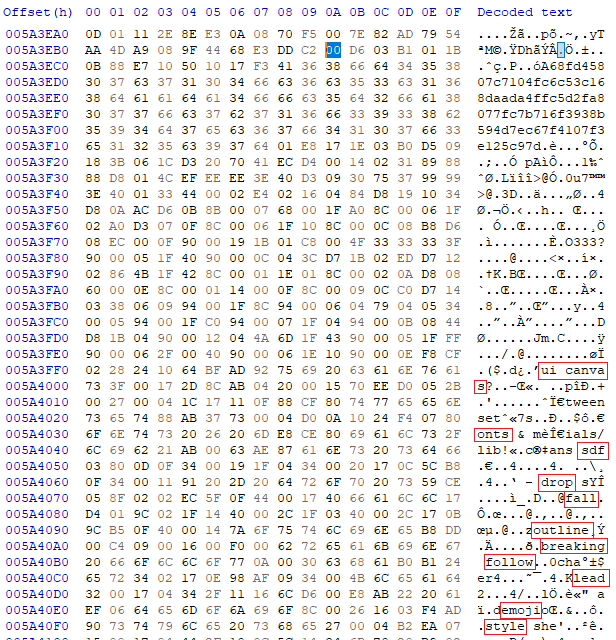 Offset(h) 00 01 02 03 04 05 06 07 08 09 0A 0B 0C 0D 0E 0F Decoded text
005A3EA0 0D 01 11 2E 8E E3 0A 08 70 F5 00 7E 82 AD 79 54 ....Žã..põ.~‚.yT
005A3EB0 AA 4D A9 08 9F 44 68 E3 DD C2 00 D6 03 B1 01 1B ªM©.ŸDhãÝÂ.Ö.±..
005A3EC0 0B 88 E7 10 50 10 17 F3 41 36 38 66 64 34 35 38 .ˆç.P..óA68fd458
005A3ED0 30 37 63 37 31 30 34 66 63 36 63 35 33 63 31 36 07c7104fc6c53c16
005A3EE0 38 64 61 61 64 61 34 66 66 63 35 64 32 66 61 38 8daada4ffc5d2fa8
005A3EF0 30 37 37 66 63 37 62 37 31 36 66 33 39 33 38 62 077fc7b716f3938b
005A3F00 35 39 34 64 37 65 63 36 37 66 34 31 30 37 66 33 594d7ec67f4107f3
005A3F10 65 31 32 35 63 39 37 64 01 E8 17 1E 03 B0 D5 09 e125c97d.è...°Õ.
005A3F20 18 3B 06 1C D3 20 70 41 EC D4 00 14 02 31 89 88 .;..Ó pAìÔ...1‰ˆ
005A3F30 88 D8 01 4C EF EE EE EE 3E 40 D3 09 30 75 37 99 99 ˆØ.Lïîîî>@Ó.0u7™™
005A3F40 3E 40 01 33 44 00 02 E4 02 16 04 84 D8 19 10 34 >@.3D..ä...„Ø..4
005A3F50 D8 0A AC D6 0B 8B 00 07 68 00 1F A0 8C 00 06 1F Ø.¬Ö.‹..h.. Œ...
005A3F60 02 A0 D3 07 0F 8C 00 06 1F 10 8C 00 0C 08 B8 D6 . Ó..Œ....Œ...¸Ö
005A3F70 08 EC 00 0F 90 00 19 1B 01 C8 00 4F 33 33 33 3F .ì.......È.O333?
005A3F80 90 00 05 1F 40 90 00 0C 04 3C D7 1B 02 ED D7 12 ....@....<×..í×.
005A3F90 02 86 4B 1F 42 8C 00 01 1E 01 8C 00 02 0A D8 08 .†K.BŒ....Œ...Ø.
005A3FA0 60 00 0E 8C 00 01 14 00 0F 8C 00 09 0C C0 D7 14 `..Œ.....Œ...À×.
005A3FB0 03 38 06 09 94 00 1F 8C 94 00 06 04 79 04 05 34 .8..”..Œ”...y..4
005A3FC0 00 05 94 00 1F C0 94 00 07 1F 04 94 00 0B 08 44 ..”..À”....”...D
005A3FD0 D8 1B 04 90 00 12 04 4A 6D 1F 43 90 00 05 1F FF Ø......Jm.C....ÿ
005A3FE0 90 00 06 2F 00 40 90 00 06 1E 10 90 00 0E F8 CF .../.@........øÏ
005A3FF0 02 28 24 10 64 BF AD 92 75 69 20 63 61 6E 76 61 .($.d¿.’ui canva
005A4000 73 3F 00 17 2D 8C AB 04 20 00 15 70 EE D0 05 2B s?..-Œ«. ..pîÐ.+
005A4010 00 27 00 04 1C 17 11 0F 88 CF 80 74 77 65 65 6E .'......ˆÏ€tween
005A4020 73 65 74 88 AB 37 73 00 04 D0 0A 10 24 F4 07 80 setˆ«7s..Ð..$ô.€
005A4030 6F 6E 74 73 20 26 20 6D E8 CE 80 69 61 6C 73 2F onts & mèÎ€ials/
005A4040 6C 69 62 21 AB 00 63 AE 87 61 6E 73 20 73 64 66 lib!«.c®‡ans sdf
005A4050 03 80 0D 0F 34 00 19 1F 04 34 00 20 17 0C 5C B8 .€..4....4. ..\¸
005A4060 0F 34 00 11 91 20 2D 20 64 72 6F 70 20 73 59 CE .4..‘ - drop sYÎ
005A4070 05 8F 02 02 EC 5F 0F 44 00 17 40 66 61 6C 6C 17 ....ì_.D..@fall.
005A4080 D4 01 9C 02 1F 14 40 00 2C 1F 03 40 00 2C 17 0B Ô.œ...@.,..@.,..
005A4090 9C B5 0F 40 00 14 7A 6F 75 74 6C 69 6E 65 B8 DD œµ.@..zoutline¸Ý
005A40A0 00 C4 09 00 16 00 F0 00 62 72 65 61 6B 69 6E 67 .Ä....ð.breaking
005A40B0 20 66 6F 6C 6C 6F 77 0A 00 30 63 68 61 B0 B1 24 follow..0cha°±$
005A40C0 65 72 34 02 17 0E 98 AF 09 34 00 4B 6C 65 61 64 er4...˜¯.4.Klead
005A40D0 32 00 17 04 34 2F 11 16 6C D6 00 E8 AB 22 20 61 2...4/..lÖ.è«" a
005A40E0 EF 06 64 65 6D 6F 6A 69 6F 8C 00 26 16 03 F4 AD
005A40F0 90 73 74 79 6C 65 20 73 68 65 27 00 04 B2 EA 07 .style she'..²ê.